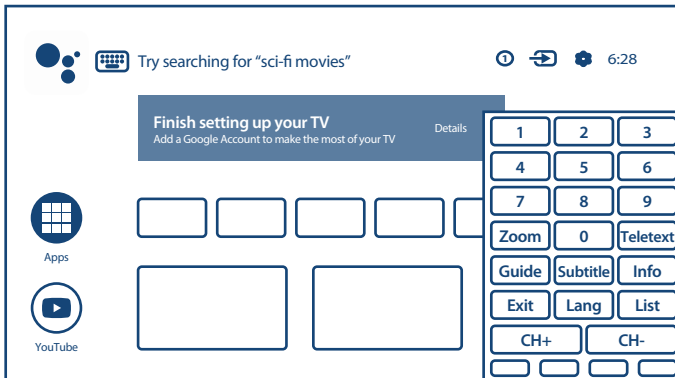 Try searching for “sci-fi movies”
1
6:28
Finish setting up your TV
Add a Google Account to make the most of your TV
Details
Apps
YouTube
1 2 3
4 5 6
7 8 9
Zoom 0 Teletext
Guide Subtitle Info
Exit Lang List
CH+ CH-